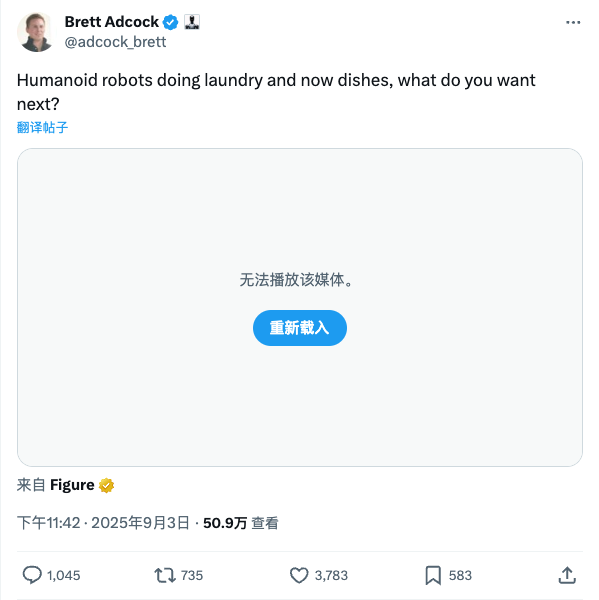 Brett Adcock
@adcock_brett
Humanoid robots doing laundry and now dishes, what do you want
next?
翻译帖子
无法播放该媒体。
重新载入
来自 Figure
下午11:42 · 2025年9月3日 · 50.9万 查看
1,045 735 3,783 583